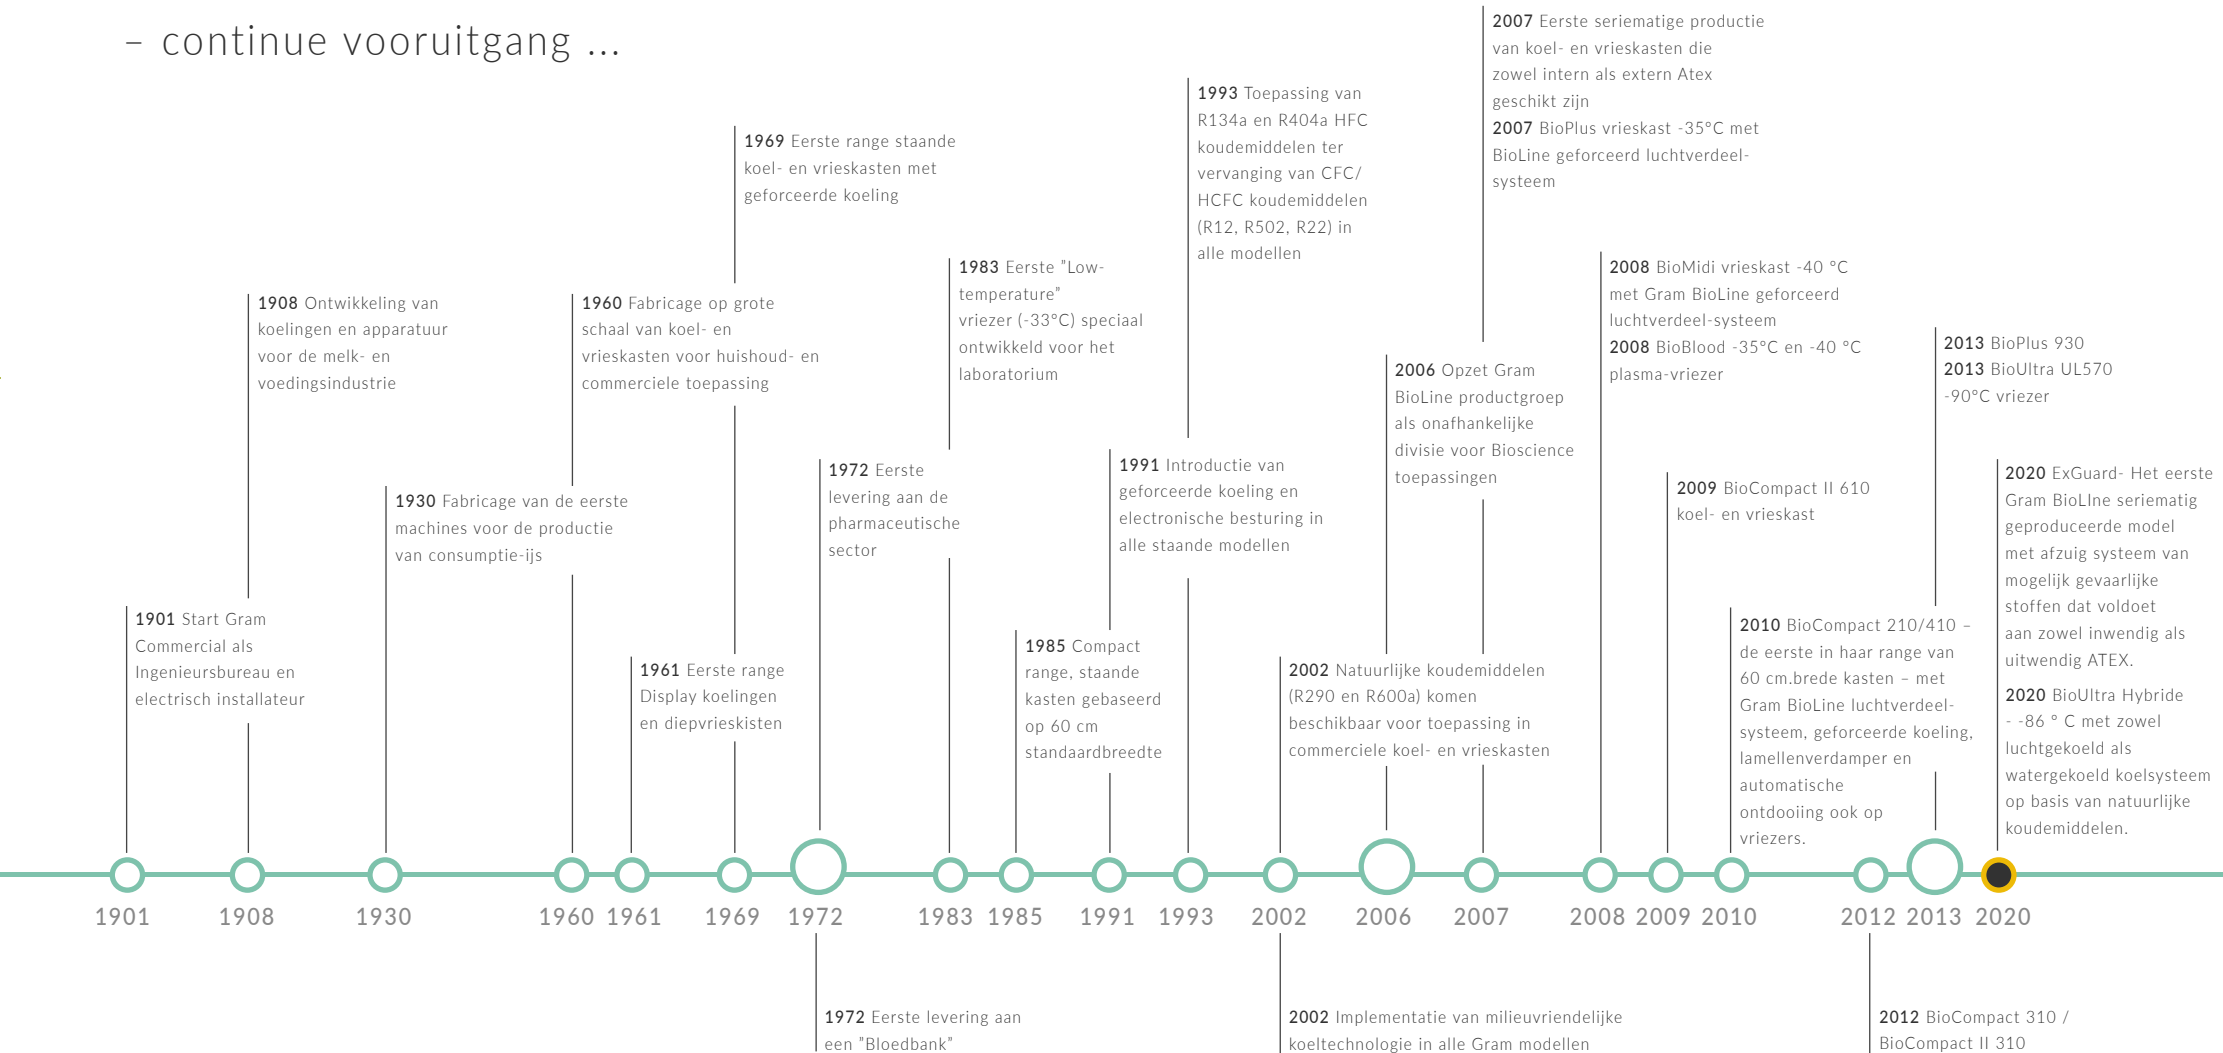 – continue vooruitgang ...
1901 Start Gram
Commercial als
Ingenieursbureau en
electrisch installateur
1908 Ontwikkeling van
koelingen en apparatuur
voor de melk- en
voedingsindustrie
1930 Fabricage van de eerste
machines voor de productie
van consumptie-ijs
1960 Fabricage op grote
schaal van koel- en
vrieskasten voor huishoud- en
commerciele toepassing
1961 Eerste range
Display koelingen
en diepvrieskisten
1969 Eerste range staande
koel- en vrieskasten met
geforceerde koeling
1972 Eerste
levering aan de
pharmaceutische
sector
1983 Eerste ”Low-
temperature”
vriezer (-33°C) speciaal
ontwikkeld voor het
laboratorium
1985 Compact
range, staande
kasten gebaseerd
op 60 cm
standaardbreedte
1991 Introductie van
geforceerde koeling en
electronische besturing in
alle staande modellen
1993 Toepassing van
R134a en R404a HFC
koudemiddelen ter
vervanging van CFC/
HCFC koudemiddelen
(R12, R502, R22) in
alle modellen
2002 Natuurlijke koudemiddelen
(R290 en R600a) komen
beschikbaar voor toepassing in
commerciele koel- en vrieskasten
2006 Opzet Gram
BioLine productgroep
als onafhankelijke
divisie voor Bioscience
toepassingen
2007 Eerste seriematige productie
van koel- en vrieskasten die
zowel intern als extern Atex
geschikt zijn
2007 BioPlus vrieskast -35°C met
BioLine geforceerd luchtverdeel-
systeem
2008 BioMidi vrieskast -40 °C
met Gram BioLine geforceerd
luchtverdeel-systeem
2008 BioBlood -35°C en -40 °C
plasma-vriezer
2009 BioCompact II 610
koel- en vrieskast
2010 BioCompact 210/410 –
de eerste in haar range van
60 cm.brede kasten – met
Gram BioLine luchtverdeel-
systeem, geforceerde koeling,
lamellenverdamper en
automatische
ontdooiing ook op
vriezers.
2013 BioPlus 930
2013 BioUltra UL570
-90°C vriezer
2020 ExGuard- Het eerste
Gram BioLIne seriematig
geproduceerde model
met afzuig systeem van
mogelijk gevaarlijke
stoffen dat voldoet
aan zowel inwendig als
uitwendig ATEX.
2020 BioUltra Hybride
- -86 ° C met zowel
luchtgekoeld als
watergekoeld koelsysteem
op basis van natuurlijke
koudemiddelen.
1901 1908 1930 1960 1961 1969 1972 1983 1985 1991 1993 2002 2006 2007 2008 2009 2010 2012 2013 2020
1972 Eerste levering aan
een ”Bloedbank”
2002 Implementatie van milieuvriendelijke
koeltechnologie in alle Gram modellen
2012 BioCompact 310 /
BioCompact II 310